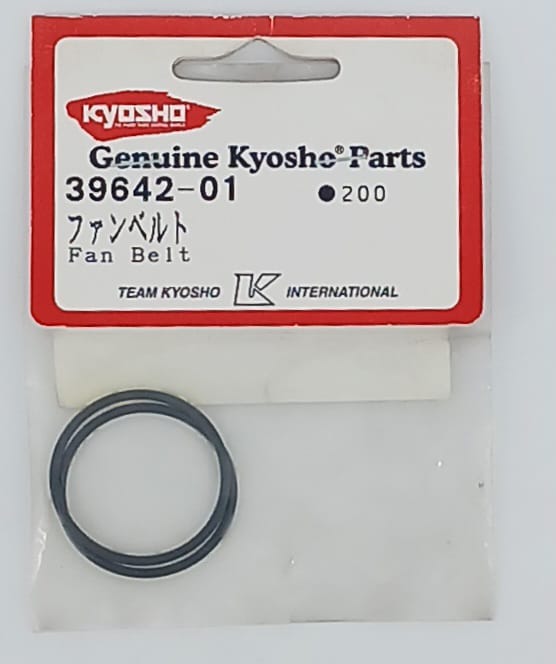 KYOSHO
Genuine Kyosho® Parts
39642-01 ●200
ファンベルト
Fan Belt
TEAM KYOSHO K INTERNATIONAL